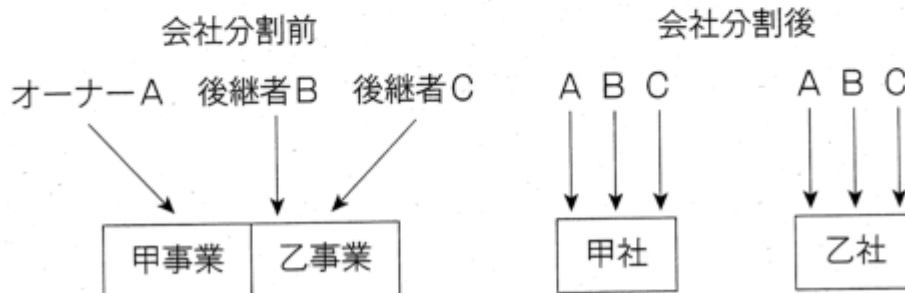 会社分割前
オーナーA 後継者B 後継者C
甲事業 乙事業
会社分割後
A B C
A B C
甲社
乙社